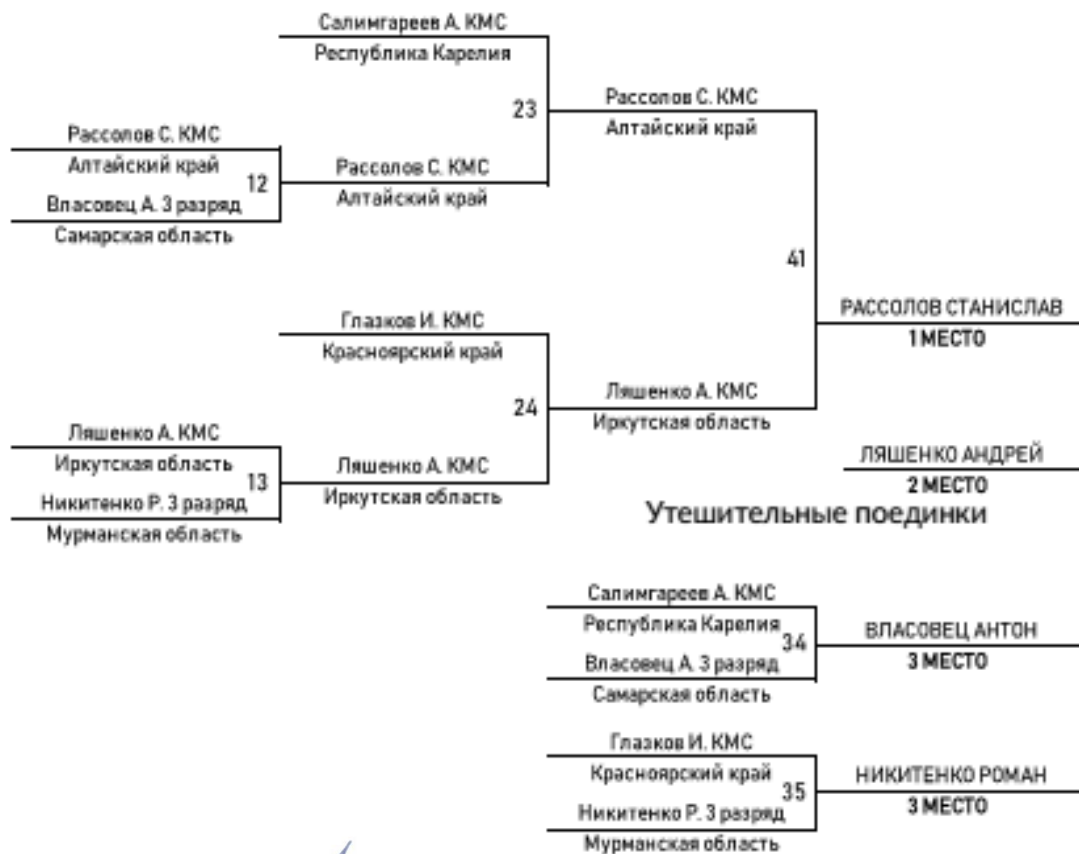 Салимгареев А. КМС
Республика Карелия
23
Рассолов С. КМС
Алтайский край
Рассолов С. КМС
Алтайский край
12
Рассолов С. КМС
Алтайский край
Власовец А. 3 разряд
Самарская область
41
РАССОЛОВ СТАНИСЛАВ
1 МЕСТО
Глазков И. КМС
Красноярский край
24
Ляшенко А. КМС
Иркутская область
Ляшенко А. КМС
Иркутская область
13
Ляшенко А. КМС
Иркутская область
Никитенко Р. 3 разряд
Мурманская область
ЛЯШЕНКО АНДРЕЙ
2 МЕСТО
Утешительные поединки
Салимгареев А. КМС
Республика Карелия
34
Власовец А. 3 разряд
Самарская область
ВЛАСОВЕЦ АНТОН
3 МЕСТО
Глазков И. КМС
Красноярский край
35
Никитенко Р. 3 разряд
Мурманская область
НИКИТЕНКО РОМАН
3 МЕСТО